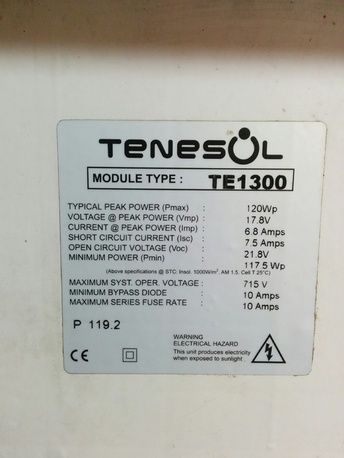 TENESOL
MODULE TYPE : TE1300
TYPICAL PEAK POWER (Pmax) : 120Wp
VOLTAGE @ PEAK POWER (Vmp) : 17.8V
CURRENT @ PEAK POWER (Imp) : 6.8 Amps
SHORT CIRCUIT CURRENT (Isc) : 7.5 Amps
OPEN CIRCUIT VOLTAGE (Voc) : 21.8V
MINIMUM POWER (Pmin) : 117.5 Wp
(Above specifications @ STC: Insol. 1000W/m², AM 1.5, Cell T 25°C)
MAXIMUM SYST. OPER. VOLTAGE : 715 V
MINIMUM BYPASS DIODE : 10 Amps
MAXIMUM SERIES FUSE RATE : 10 Amps
P 119.2
WARNING
ELECTRICAL HAZARD
This unit produces electricity
when exposed to sunlight
CE